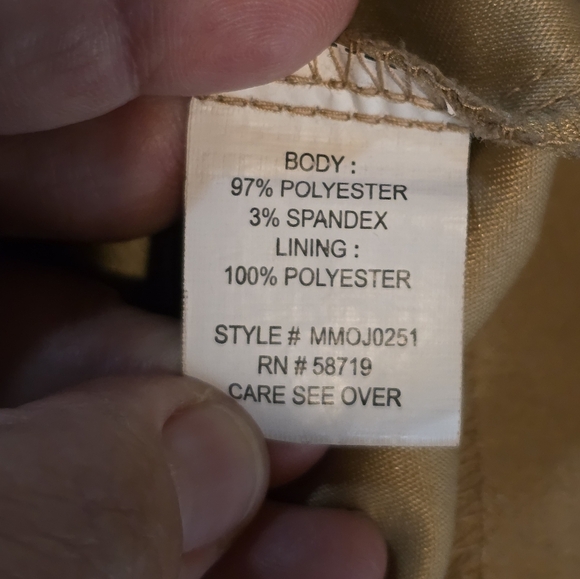 BODY :
97% POLYESTER
3% SPANDEX
LINING :
100% POLYESTER
STYLE # MMOJ0251
RN # 58719
CARE SEE OVER